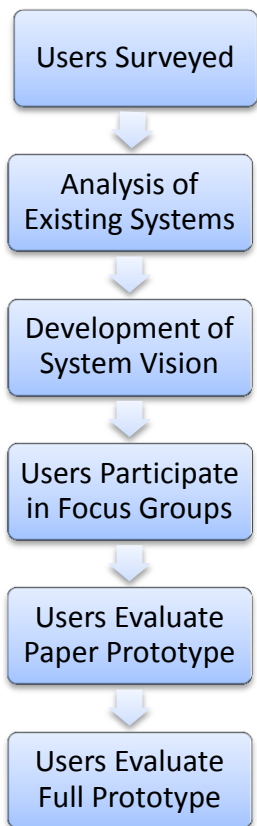 Users Surveyed
Analysis of
Existing Systems
Development of
System Vision
Users Participate
in Focus Groups
Users Evaluate
Paper Prototype
Users Evaluate
Full Prototype